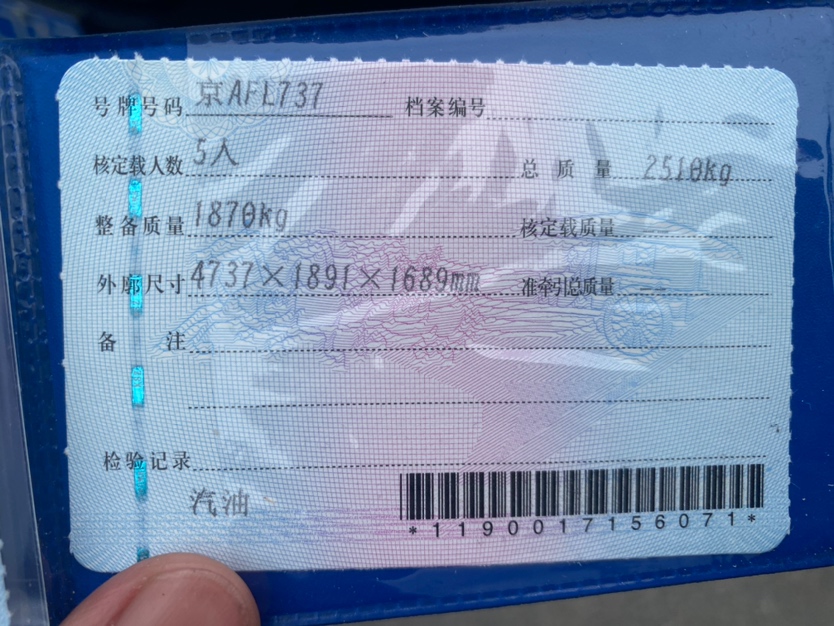 号牌号码 京AFL737 档案编号
核定载人数 5人 总质量 2510kg
整备质量 1870kg 核定载质量 --
外廓尺寸 4737×1891×1689mm 准牵引总质量 --
备注
检验记录
汽油
*1190017156071*